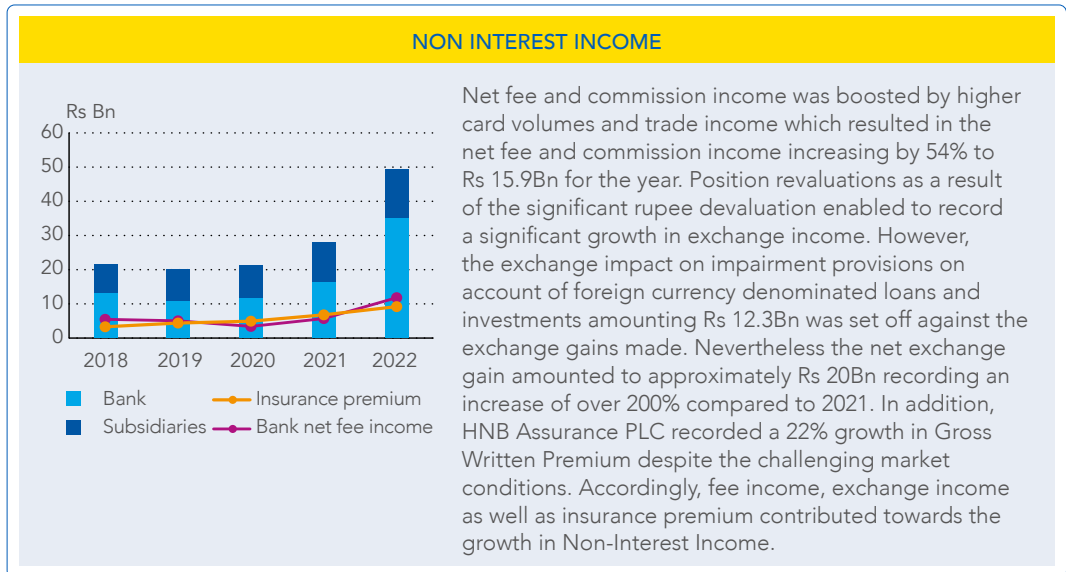 NON INTEREST INCOME
Rs Bn
60
50
40
30
20
10
0
2018 2019 2020 2021 2022
Bank Insurance premium
Subsidiaries Bank net fee income
Net fee and commission income was boosted by higher
card volumes and trade income which resulted in the
net fee and commission income increasing by 54% to
Rs 15.9Bn for the year. Position revaluations as a result
of the significant rupee devaluation enabled to record
a significant growth in exchange income. However,
the exchange impact on impairment provisions on
account of foreign currency denominated loans and
investments amounting Rs 12.3Bn was set off against the
exchange gains made. Nevertheless the net exchange
gain amounted to approximately Rs 20Bn recording an
increase of over 200% compared to 2021. In addition,
HNB Assurance PLC recorded a 22% growth in Gross
Written Premium despite the challenging market
conditions. Accordingly, fee income, exchange income
as well as insurance premium contributed towards the
growth in Non-Interest Income.